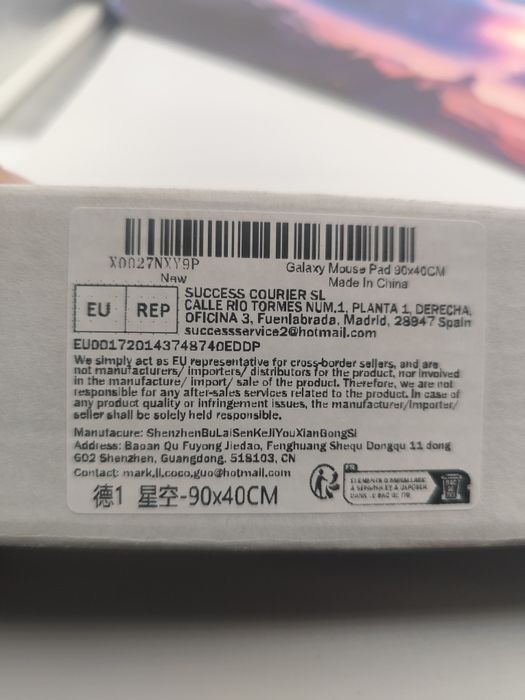 X0027NXY9P
Galaxy Mouse Pad 90x40CM
New
Made In China
EU REP
SUCCESS COURIER SL
CALLE RIO TORMES NUM.1, PLANTA 1, DERECHA,
OFICINA 3, Fuenlabrada, Madrid, 28947 Spain
successservice2@hotmail.com
EU001720143748740EDDP
We simply act as EU representative for cross-border sellers, and are
not manufacturers/ importers/ distributors for the product, nor involved
in the manufacture/ import/ sale of the product. Therefore, we are not
responsible for any after-sales services related to the product. In case of
any product quality or infringement issues, the manufacturer/importer/
seller shall be solely held responsible.
Manutacure: ShenzhenBuLaiSenKeJiYouXianGongSi
Address: Baoan Qu Fuyong Jiedao, Fenghuang Shequ Dongqu 11 dong
602 Shenzhen, Guangdong, 518103, CN
Contact: mark.li.coco.guo@hotmail.com
FR
德1 星空-90x40CM